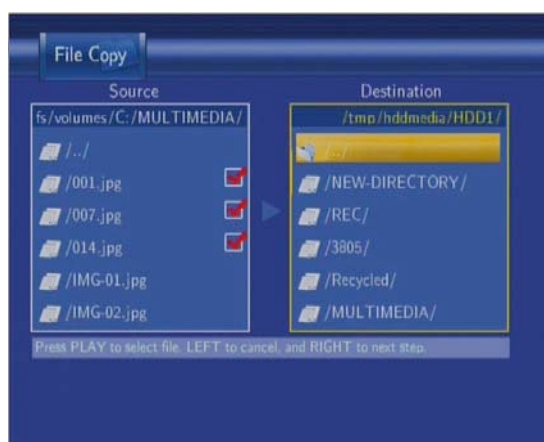 File Copy
Source
fs/volumes/C:/MULTIMEDIA/
/../
/001.jpg
/007.jpg
/014.jpg
/IMG-01.jpg
/IMG-02.jpg
Destination
/tmp/hddmedia/HDD1/
/../
/NEW-DIRECTORY/
/REC/
/3805/
/Recycled/
/MULTIMEDIA/
Press PLAY to select file. LEFT to cancel, and RIGHT to next step.